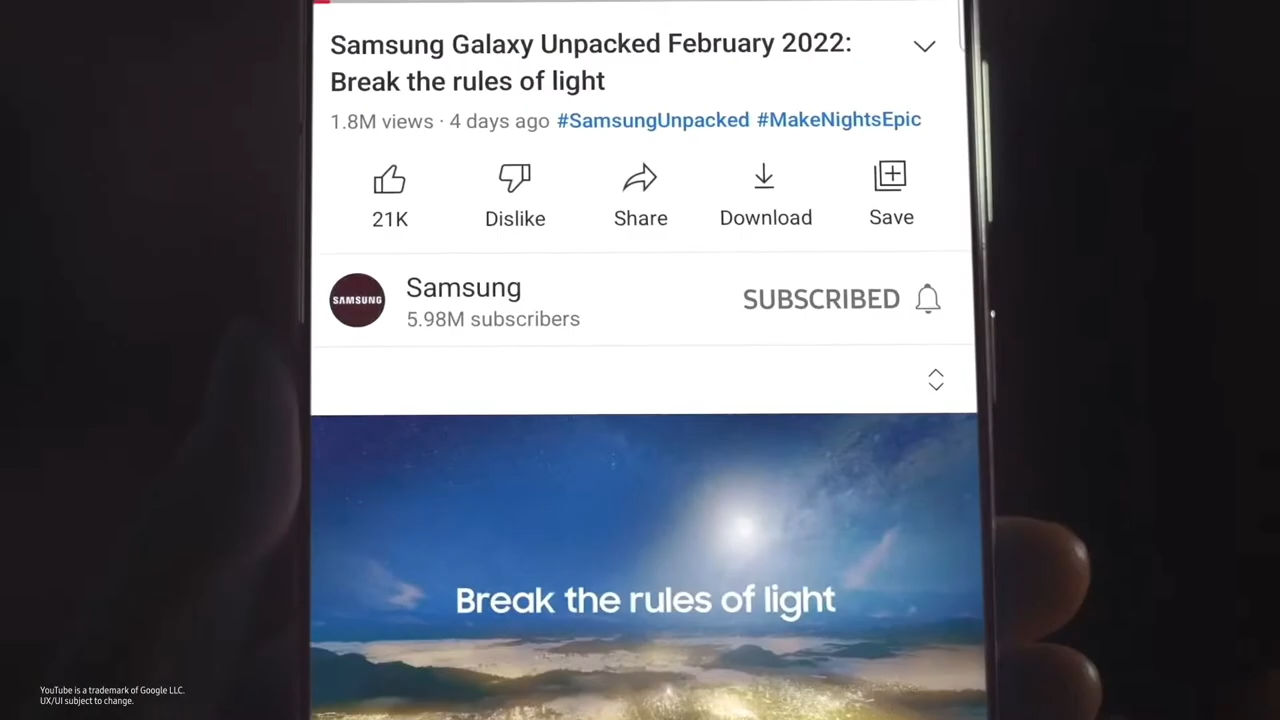 Samsung Galaxy Unpacked February 2022:
Break the rules of light
1.8M views · 4 days ago #SamsungUnpacked #MakeNightsEpic
21K Dislike Share Download Save
SAMSUNG
Samsung
5.98M subscribers
SUBSCRIBED
Break the rules of light
YouTube is a trademark of Google LLC.
UX/UI subject to change.